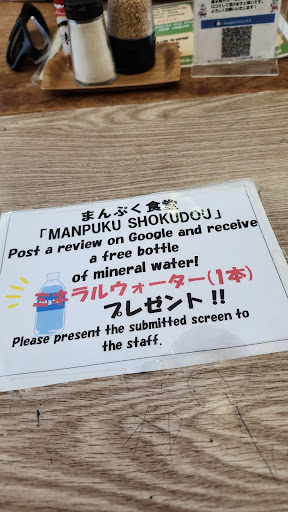 まんぷく食堂
「MANPUKU SHOKUDOU」
Post a review on Google and receive
a free bottle
of mineral water!
ミネラルウォーター(1本)
プレゼント!!
Please present the submitted screen to
the staff.